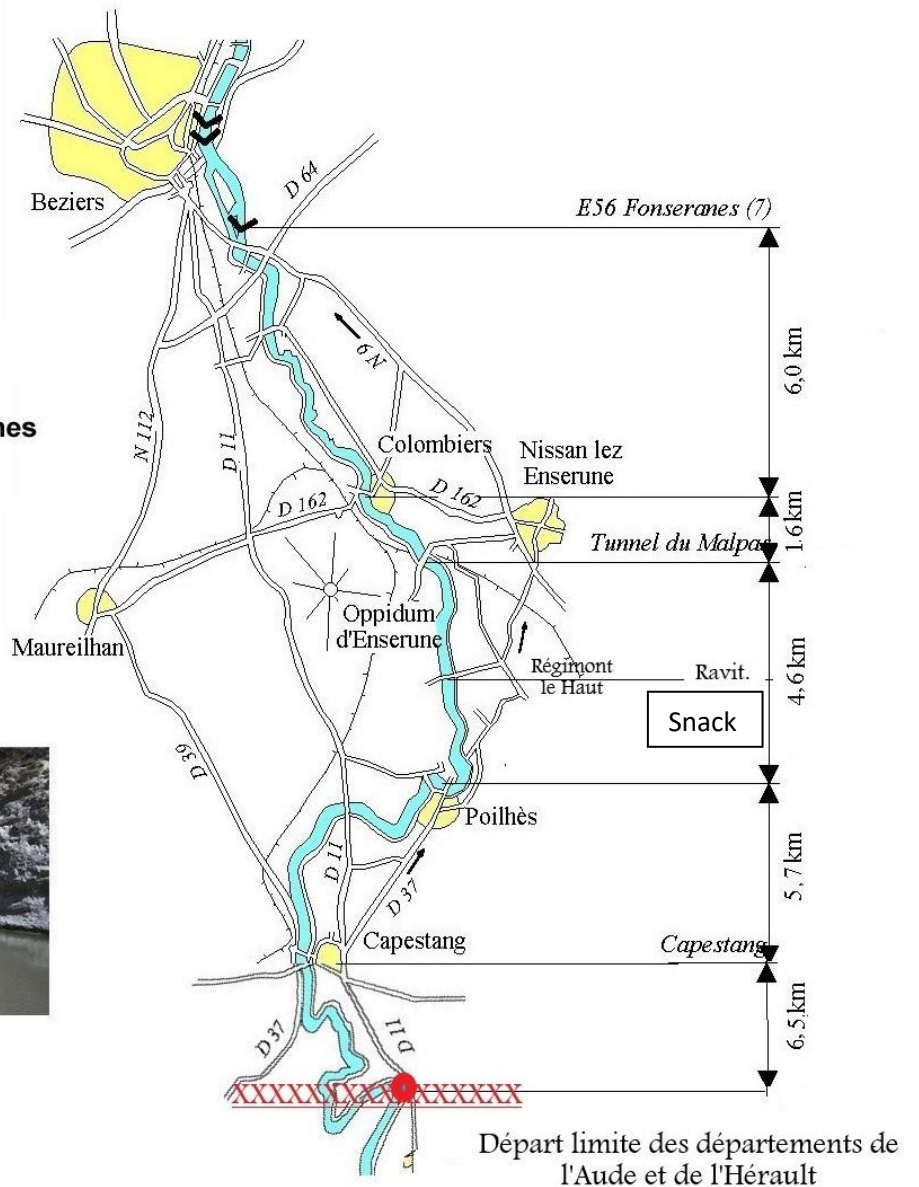 D 64
Beziers
E56 Fonseranes (7)
6,0 km
N 9
nes
N 112
D 11
Colombiers
Nissan lez
Enserune
D 162
D 162
1.6 km
Tunnel du Malpas
Oppidum
d'Enserune
Maureilhan
Régimont
le Haut
Ravit.
4,6 km
Snack
D 39
Poilhès
D 11
D 37
5,7 km
Capestang
Capestang
6,5 km
D 37
D 11
XXXXXXXXXXXXXXXXX
Départ limite des départements de
l'Aude et de l'Hérault